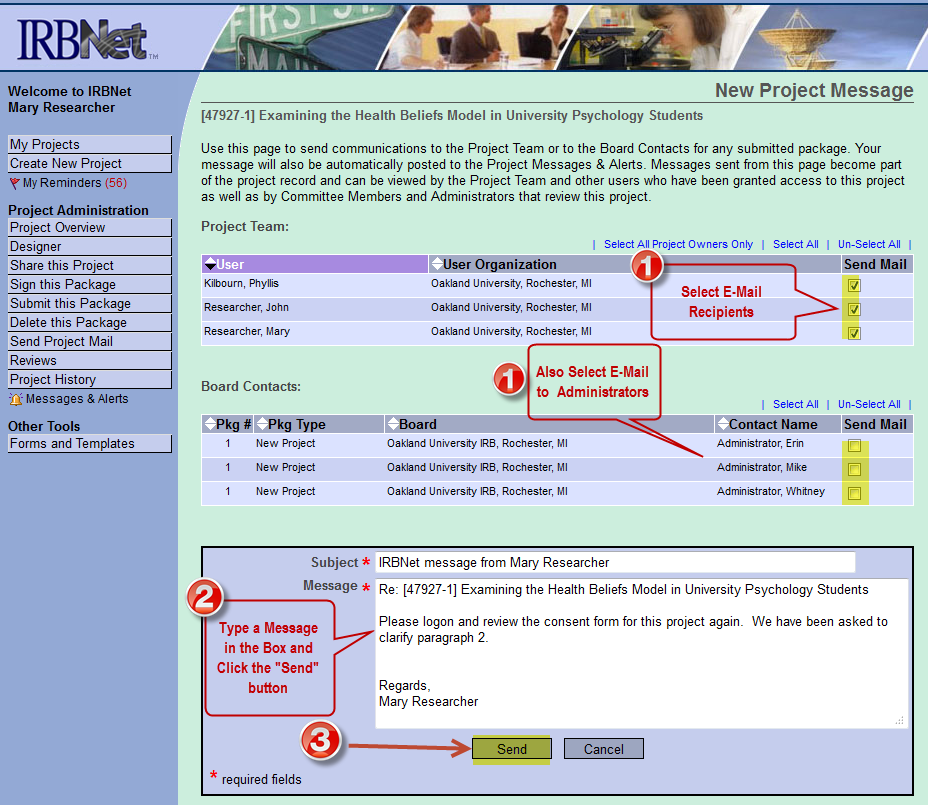 IRBNet™
FIRST ST.
MAIN
Welcome to IRBNet
Mary Researcher
My Projects
Create New Project
My Reminders (56)
Project Administration
Project Overview
Designer
Share this Project
Sign this Package
Submit this Package
Delete this Package
Send Project Mail
Reviews
Project History
Messages & Alerts
Other Tools
Forms and Templates
New Project Message
[47927-1] Examining the Health Beliefs Model in University Psychology Students
Use this page to send communications to the Project Team or to the Board Contacts for any submitted package. Your
message will also be automatically posted to the Project Messages & Alerts. Messages sent from this page become part
of the project record and can be viewed by the Project Team and other users who have been granted access to this project
as well as by Committee Members and Administrators that review this project.
Project Team:
| Select All Project Owners Only | Select All | Un-Select All |
User User Organization Send Mail
Kilbourn, Phyllis Oakland University, Rochester, MI
Researcher, John Oakland University, Rochester, MI
Researcher, Mary Oakland University, Rochester, MI
1
Select E-Mail
Recipients
1
Also Select E-Mail
to Administrators
Board Contacts:
| Select All | Un-Select All |
Pkg # Pkg Type Board Contact Name Send Mail
1 New Project Oakland University IRB, Rochester, MI Administrator, Erin
1 New Project Oakland University IRB, Rochester, MI Administrator, Mike
1 New Project Oakland University IRB, Rochester, MI Administrator, Whitney
Subject * IRBNet message from Mary Researcher
Message * Re: [47927-1] Examining the Health Beliefs Model in University Psychology Students
Please logon and review the consent form for this project again. We have been asked to
clarify paragraph 2.
Regards,
Mary Researcher
2
Type a Message
in the Box and
Click the "Send"
button
3
Send Cancel
* required fields